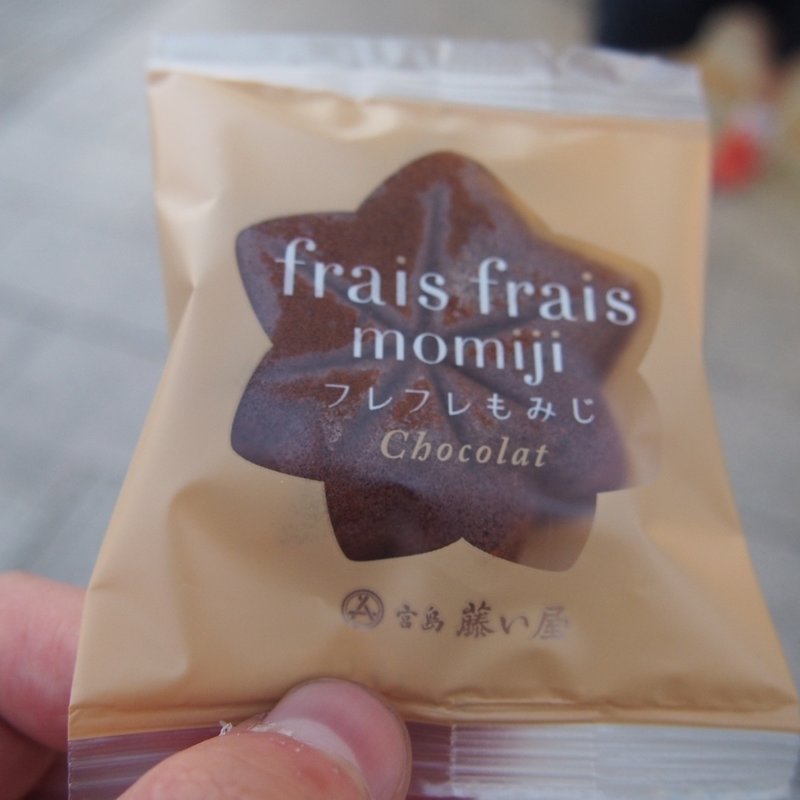 frais frais
momiji
フレフレもみじ
Chocolat
宮島 藤い屋